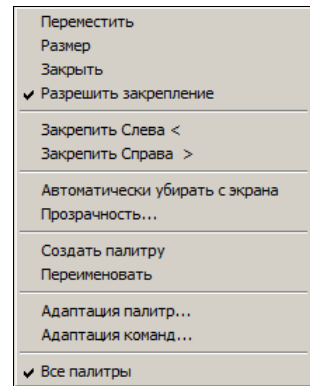 Переместить
Размер
Закрыть
Разрешить закрепление
Закрепить Слева <
Закрепить Справа >
Автоматически убирать с экрана
Прозрачность...
Создать палитру
Переименовать
Адаптация палитр...
Адаптация команд...
Все палитры